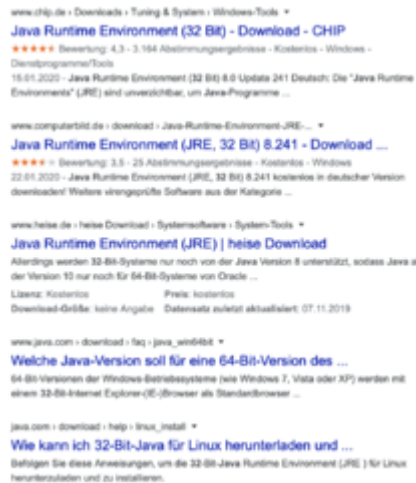 www.chip.de › Downloads › Tuning & System › Windows-Tools
Java Runtime Environment (32 Bit) - Download - CHIP
Bewertung: 4,3 - 3.164 Abstimmungsergebnisse - Kostenlos - Windows -
Dienstprogramme/Tools
15.01.2020 - Java Runtime Environment (32 Bit) 8.0 Update 241 Deutsch: Die "Java Runtime
Environments" (JRE) sind unverzichtbar, um Java-Programme ...
www.computerbild.de › download › Java-Runtime-Environment-JRE-...
Java Runtime Environment (JRE, 32 Bit) 8.241 - Download ...
Bewertung: 3,5 - 25 Abstimmungsergebnisse - Kostenlos - Windows
22.01.2020 - Java Runtime Environment (JRE, 32 Bit) 8.241 kostenlos in deutscher Version
downloaden! Weitere virengeprüfte Software aus der Kategorie ...
www.heise.de › heise Download › Systemsoftware › System-Tools
Java Runtime Environment (JRE) | heise Download
Allerdings werden 32-Bit-Systeme nur noch von der Java Version 8 unterstützt, sodass Java a
der Version 10 nur noch für 64-Bit-Systeme von Oracle ...
Lizenz: Kostenlos Preis: kostenlos
Download-Größe: keine Angabe Datensatz zuletzt aktualisiert: 07.11.2019
www.java.com › download › faq › java_win64bit
Welche Java-Version soll für eine 64-Bit-Version des ...
64-Bit-Versionen der Windows-Betriebssysteme (wie Windows 7, Vista oder XP) werden mit
einem 32-Bit-Internet Explorer-(IE-)Browser als Standardbrowser ...
java.com › download › help › linux_install
Wie kann ich 32-Bit-Java für Linux herunterladen und ...
Befolgen Sie diese Anweisungen, um die 32-Bit-Java Runtime Environment (JRE ) für Linux
herunterzuladen und zu installieren.